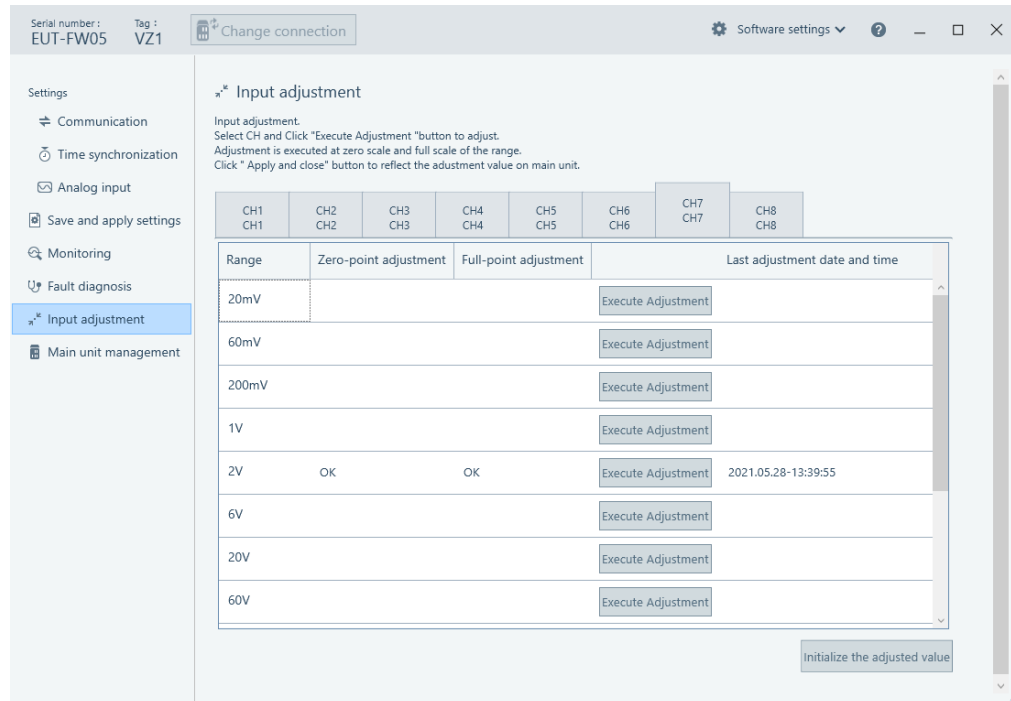 Serial number : Tag :
EUT-FW05 VZ1 Change connection Software settings
Settings
Communication
Time synchronization
Analog input
Save and apply settings
Monitoring
Fault diagnosis
Input adjustment
Main unit management
Input adjustment
Input adjustment.
Select CH and Click "Execute Adjustment "button to adjust.
Adjustment is executed at zero scale and full scale of the range.
Click " Apply and close" button to reflect the adustment value on main unit.
CH1 CH2 CH3 CH4 CH5 CH6 CH7 CH8
CH1 CH2 CH3 CH4 CH5 CH6 CH7 CH8
Range Zero-point adjustment Full-point adjustment Last adjustment date and time
20mV Execute Adjustment
60mV Execute Adjustment
200mV Execute Adjustment
1V Execute Adjustment
2V OK OK Execute Adjustment 2021.05.28-13:39:55
6V Execute Adjustment
20V Execute Adjustment
60V Execute Adjustment
Initialize the adjusted value